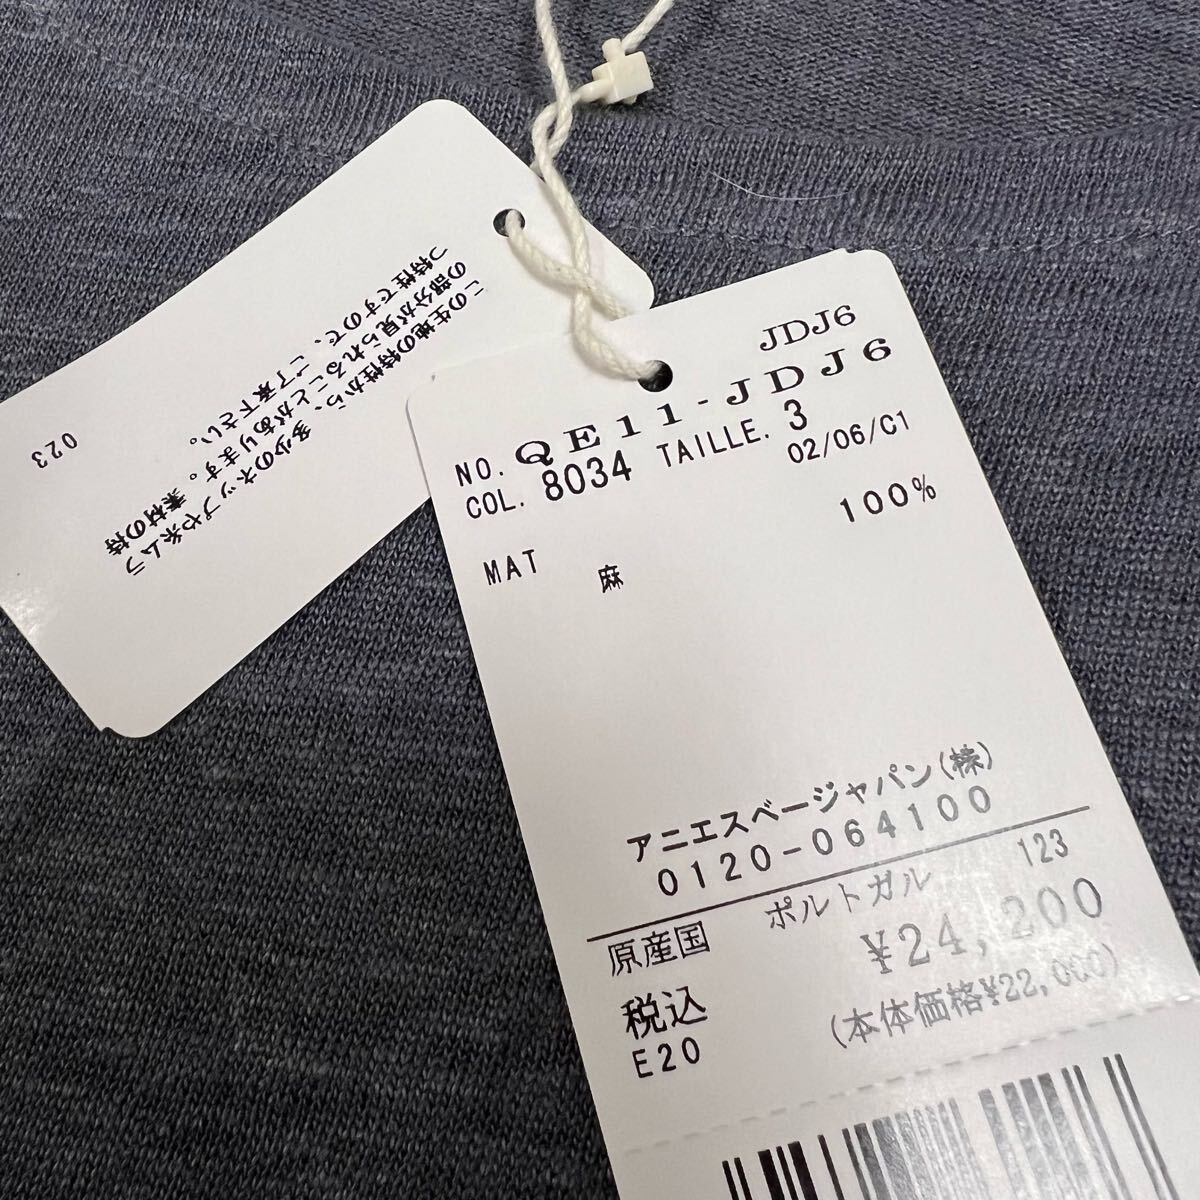 この生地の特性から、多少のネップや糸ムラ
の部分が見られることがあります。素材の持
つ特性ですので、ご了承下さい。
023
JDJ6
NO. QE11-JDJ6
COL. 8034 TAILLE. 3
02/06/C1
MAT 麻 100%
アニエスベージャパン(株)
0120-064100
123
原産国 ポルトガル
税込 ¥24,200
E20 (本体価格¥22,000)